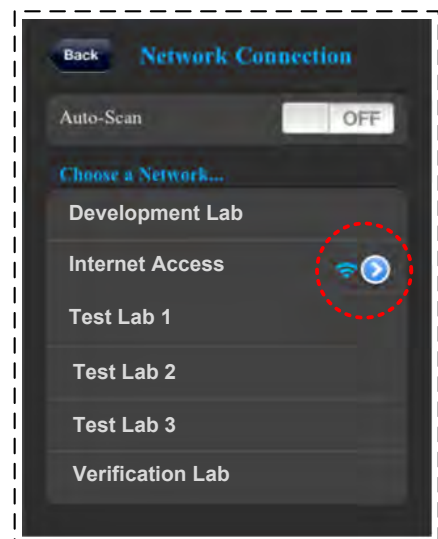 Back Network Connection
Auto-Scan OFF
Choose a Network...
Development Lab
Internet Access
Test Lab 1
Test Lab 2
Test Lab 3
Verification Lab